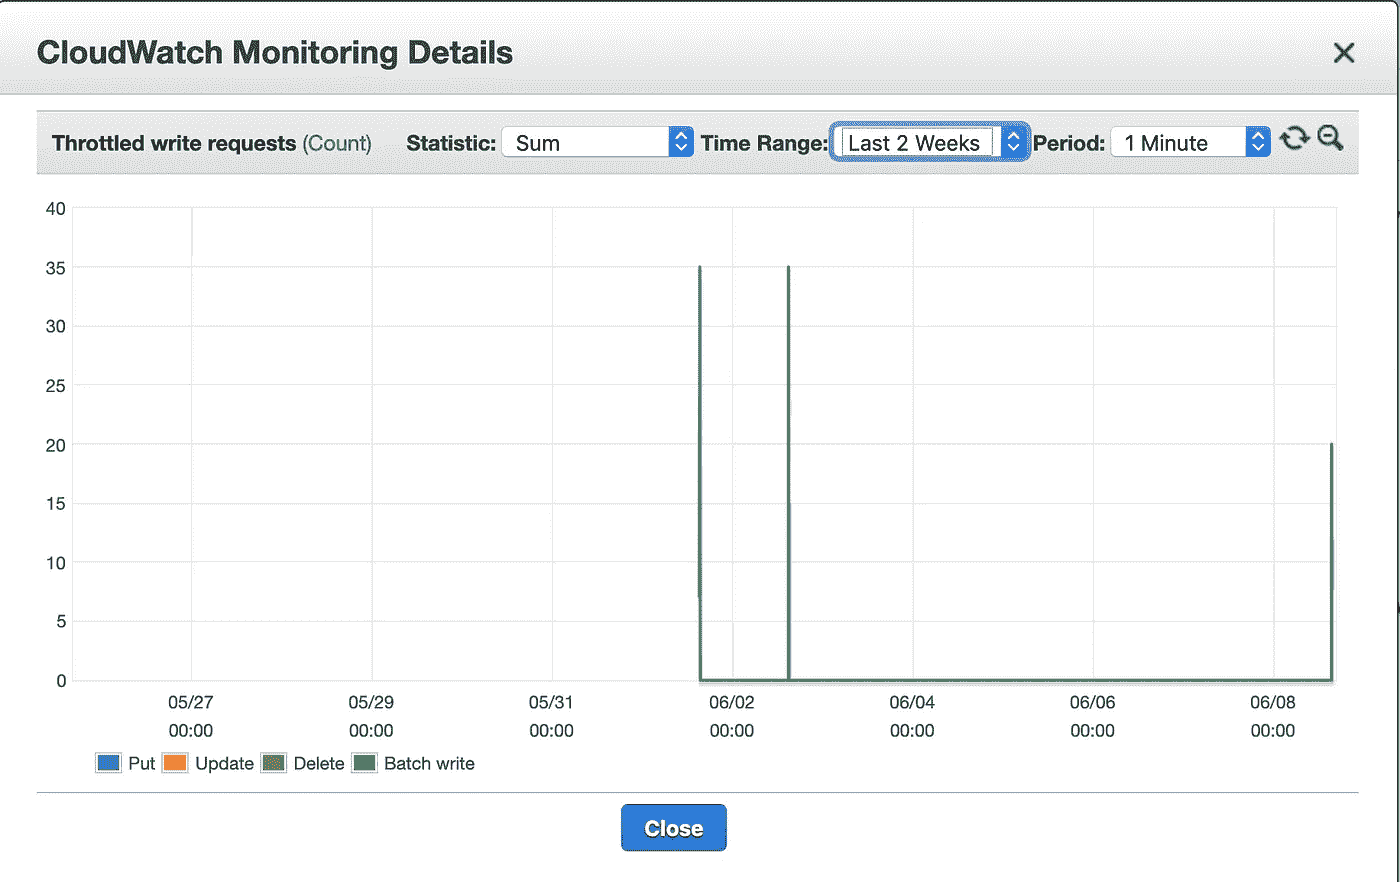 CloudWatch Monitoring Details
Throttled write requests (Count) Statistic: Sum Time Range: Last 2 Weeks Period: 1 Minute
40
35
30
25
20
15
10
5
0
05/27 05/29 05/31 06/02 06/04 06/06 06/08
00:00 00:00 00:00 00:00 00:00 00:00 00:00
Put Update Delete Batch write
Close